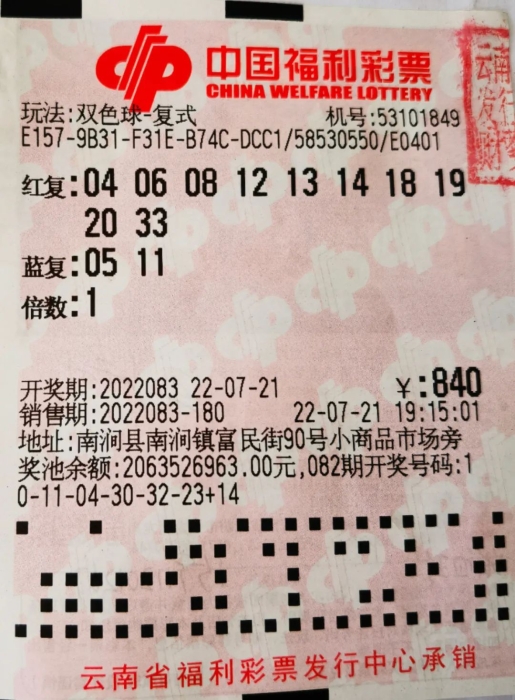 中国福利彩票
CHINA WELFARE LOTTERY
玩法:双色球-复式 机号:53101849
E157-9B31-F31E-B74C-DCC1/58530550/E0401
红复:04 06 08 12 13 14 18 19
20 33
蓝复:05 11
倍数:1
开奖期:2022083 22-07-21 ¥:840
销售期:2022083-180 22-07-21 19:15:01
地址:南涧县南涧镇富民街90号小商品市场旁
奖池余额:2063526963.00元,082期开奖号码:1
0-11-04-30-32-23+14
云南省福利彩票发行中心承销
云南
发行